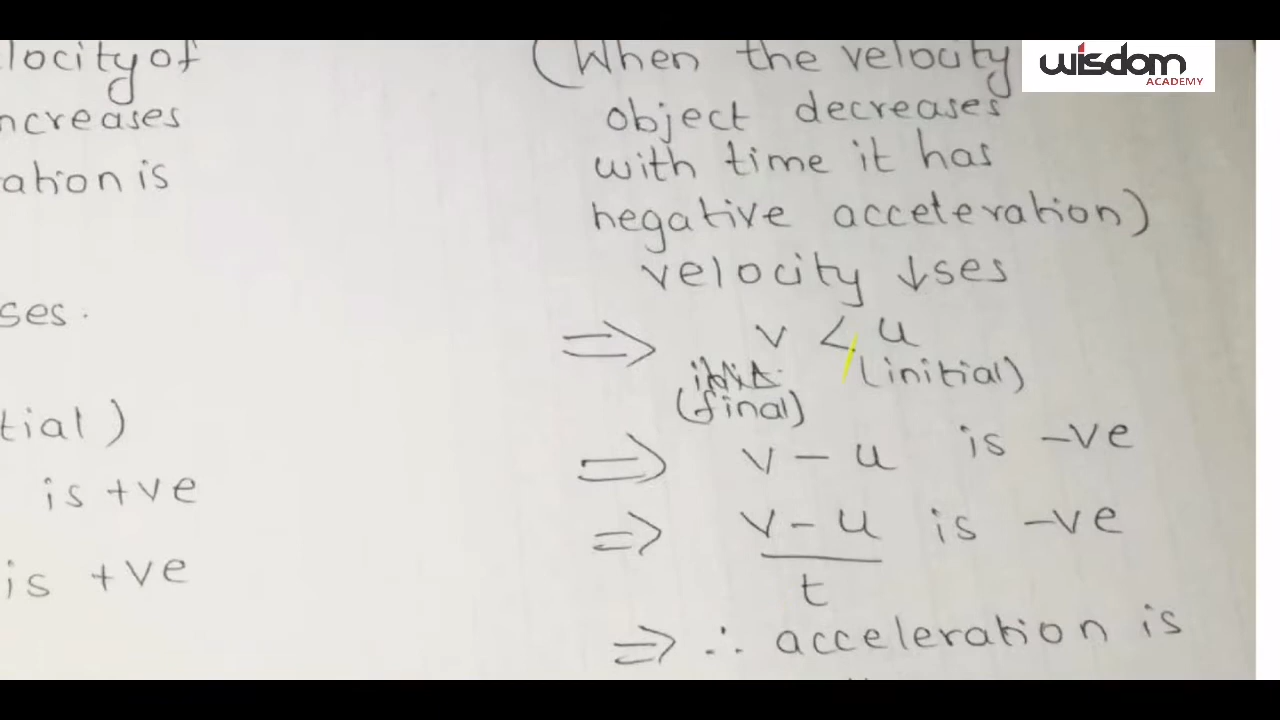 locity of
ncreases
ation is
ses.
tial)
is +ve
is +ve
(When the velocity
object decreases
with time it has
negative acceteration)
velocity ↓ses
⇒ v < u
(initial)
(final)
⇒ v - u is -ve
⇒ v - u is -ve
t
⇒ ∴ acceleration is
wisdom
ACADEMY